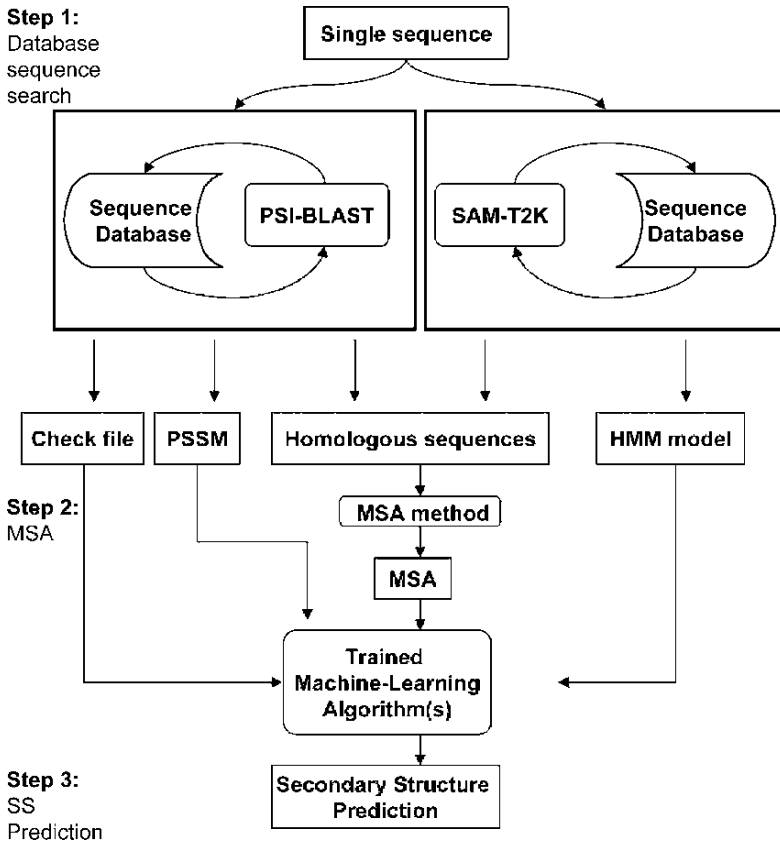 Step 1:
Database
sequence
search
Single sequence
Sequence
Database
PSI-BLAST
SAM-T2K
Sequence
Database
Check file
PSSM
Homologous sequences
HMM model
Step 2:
MSA
MSA method
MSA
Trained
Machine-Learning
Algorithm(s)
Step 3:
SS
Prediction
Secondary Structure
Prediction